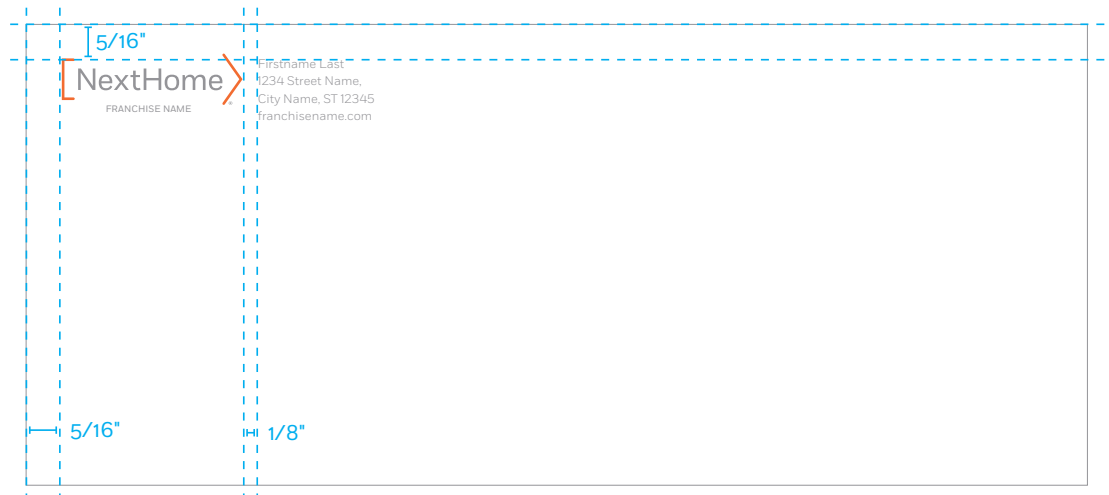 5/16"
NextHome
®
FRANCHISE NAME
Firstname Last
1234 Street Name,
City Name, ST 12345
franchisename.com
5/16"
1/8"